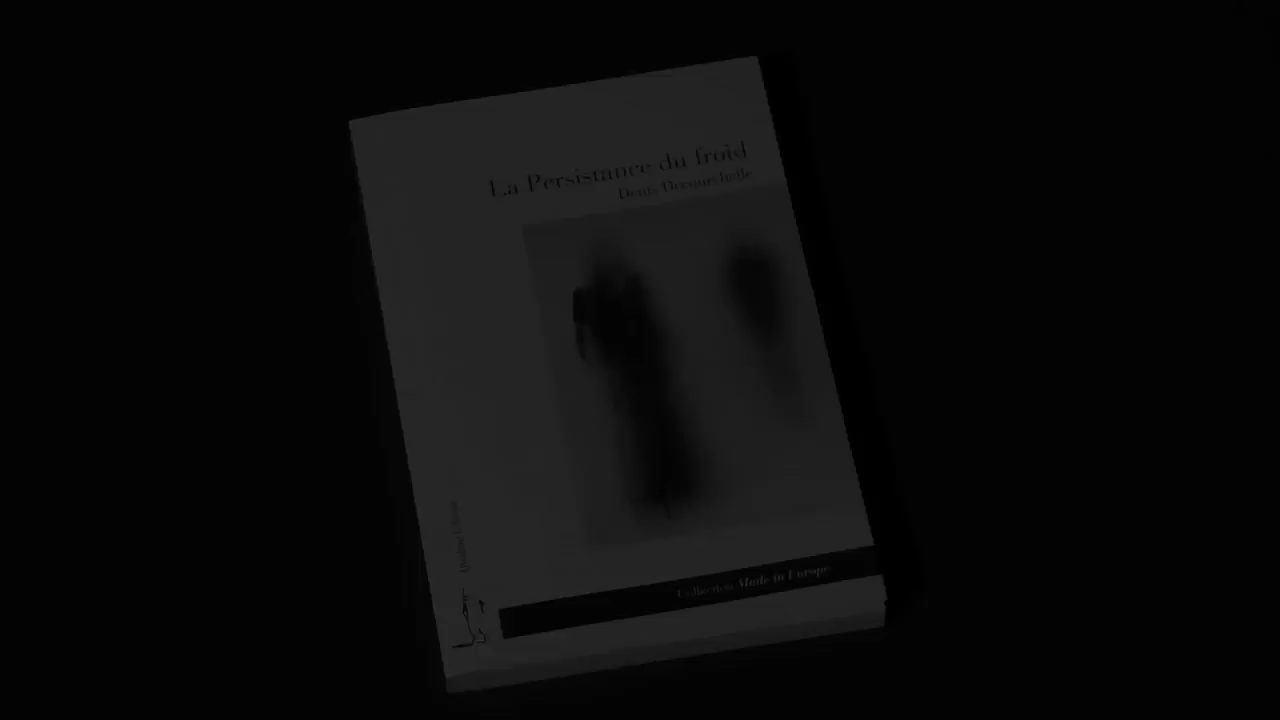 La Persistance du froid
Denis Decourchelle
Collection Made in Europe